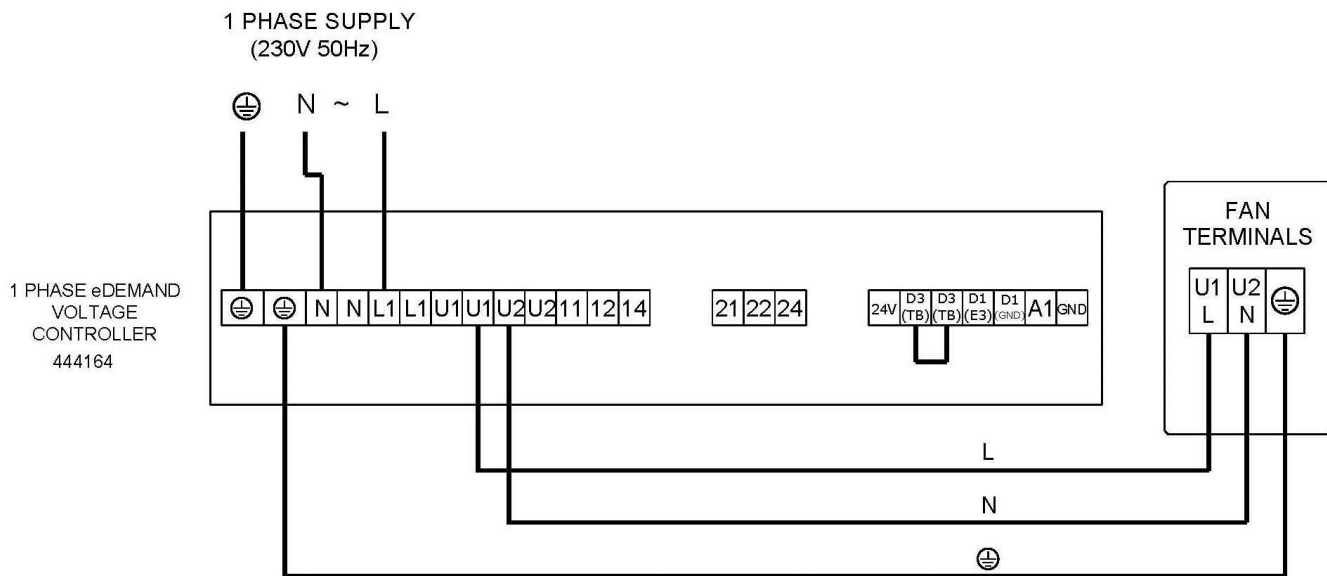 1 PHASE SUPPLY
(230V 50Hz)
N ~ L
1 PHASE eDEMAND
VOLTAGE
CONTROLLER
444164
N N L1 L1 U1 U1 U2 U2 11 12 14
21 22 24
24V D3 (TB) D3 (TB) D1 (E3) D1 (GND) A1 GND
FAN
TERMINALS
U1 U2
L N
L
N